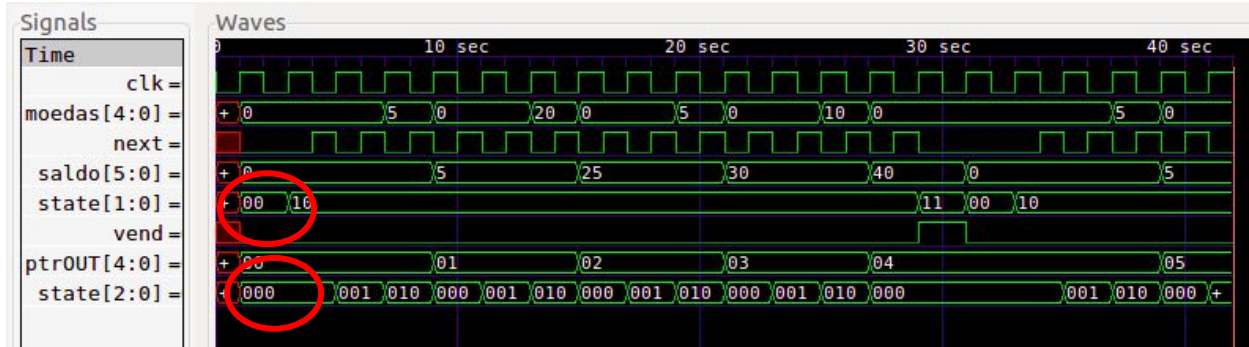 Signals Waves
Time 0 10 sec 20 sec 30 sec 40 sec
clk =
moedas[4:0] = + 0 5 0 20 0 5 0 10 0 5 0
next =
saldo[5:0] = + 0 5 25 30 40 0 5
state[1:0] = + 00 10 11 00 10
vend =
ptrOUT[4:0] = + 00 01 02 03 04 05
state[2:0] = + 000 001 010 000 001 010 000 001 010 000 001 010 000 001 010 000 +